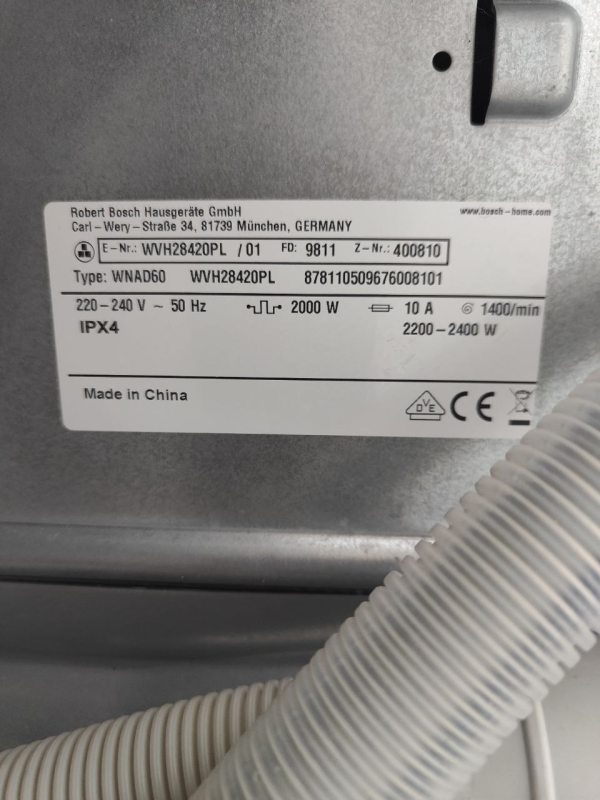 Robert Bosch Hausgeräte GmbH
www.bosch-home.com
Carl-Wery-Straße 34, 81739 München, GERMANY
E-Nr.: WVH28420PL /01 FD: 9811 Z-Nr.: 400810
Type: WNAD60 WVH28420PL 878110509676008101
220-240 V ~ 50 Hz 2000 W 10 A 1400/min
IPX4 2200-2400 W
Made in China
DVE CE